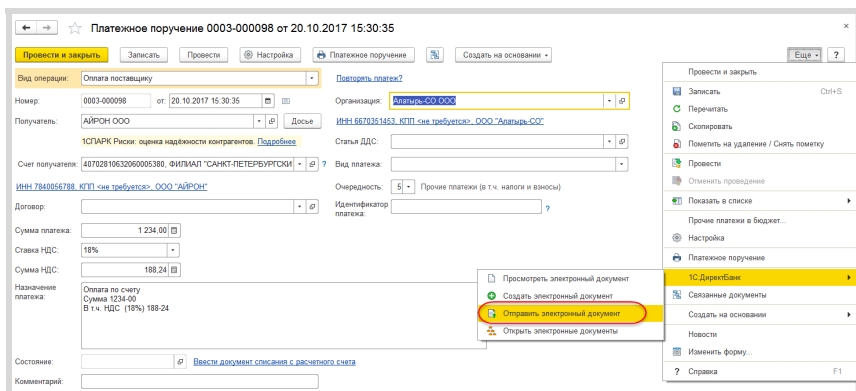 Платежное поручение 0003-000098 от 20.10.2017 15:30:35
Провести и закрыть Записать Провести Настройка Платежное поручение Создать на основании Еще ?
Вид операции: Оплата поставщику Повторять платеж?
Номер: 0003-000098 от: 20.10.2017 15:30:35 Организация: Алатырь-СО ООО
Получатель: АЙРОН ООО Досье ИНН 6670351453, КПП <не требуется>, ООО "Алатырь-СО"
1СПАРК Риски: оценка надёжности контрагентов. Подробнее Статья ДДС:
Счет получателя: 40702810632060005380, ФИЛИАЛ "САНКТ-ПЕТЕРБУРГСКИ ? Вид платежа:
ИНН 7840056788, КПП <не требуется>, ООО "АЙРОН" Очередность: 5 Прочие платежи (в т.ч. налоги и взносы)
Договор: Идентификатор платежа: ?
Сумма платежа: 1 234,00
Ставка НДС: 18%
Сумма НДС: 188,24
Назначение платежа: Оплата по счету
Сумма 1234-00
В т.ч. НДС (18%) 188-24
Состояние: Ввести документ списания с расчетного счета
Комментарий:
Провести и закрыть
Записать Ctrl+S
Перечитать
Скопировать
Пометить на удаление / Снять пометку
Провести
Отменить проведение
Показать в списке
Прочие платежи в бюджет...
Настройка
Платежное поручение
1С:ДиректБанк
Связанные документы
Создать на основании
Новости
Изменить форму...
? Справка F1
Просмотреть электронный документ
Создать электронный документ
Отправить электронный документ
Открыть электронные документы